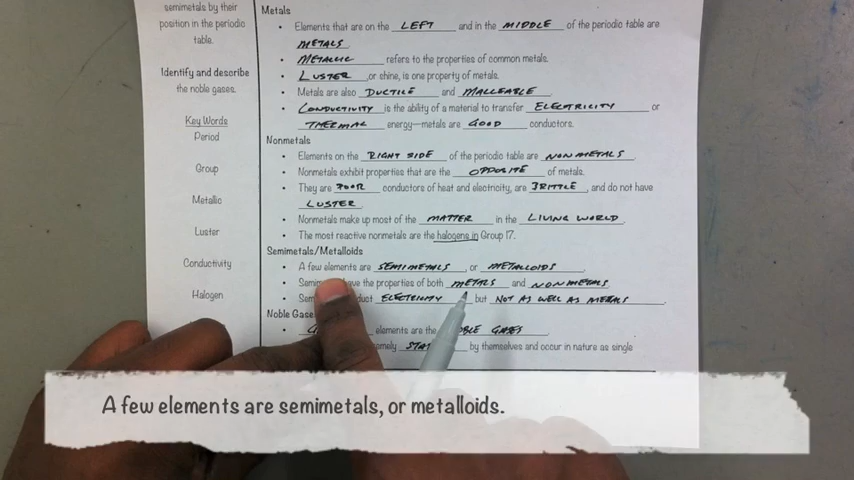 semimetals by their
position in the periodic
table.
Identify and describe
the noble gases.
Key Words
Period
Group
Metallic
Luster
Conductivity
Halogen
Metals
• Elements that are on the LEFT and in the MIDDLE of the periodic table are
METALS
• METALLIC refers to the properties of common metals.
• LUSTER, or shine, is one property of metals.
• Metals are also DUCTILE and MALLEABLE.
• CONDUCTIVITY is the ability of a material to transfer ELECTRICITY or
THERMAL energy—metals are GOOD conductors.
Nonmetals
• Elements on the RIGHT SIDE of the periodic table are NONMETALS.
• Nonmetals exhibit properties that are the OPPOSITE of metals.
• They are POOR conductors of heat and electricity, are BRITTLE, and do not have
LUSTER.
• Nonmetals make up most of the MATTER in the LIVING WORLD.
• The most reactive nonmetals are the halogens in Group 17.
Semimetals/Metalloids
• A few elements are SEMIMETALS, or METALLOIDS.
• have the properties of both METALS and NONMETALS.
• ELECTRICITY, but NOT AS WELL AS METALS.
Noble Gase
• elements are the GASES
by themselves and occur in nature as single
A few elements are semimetals, or metalloids.